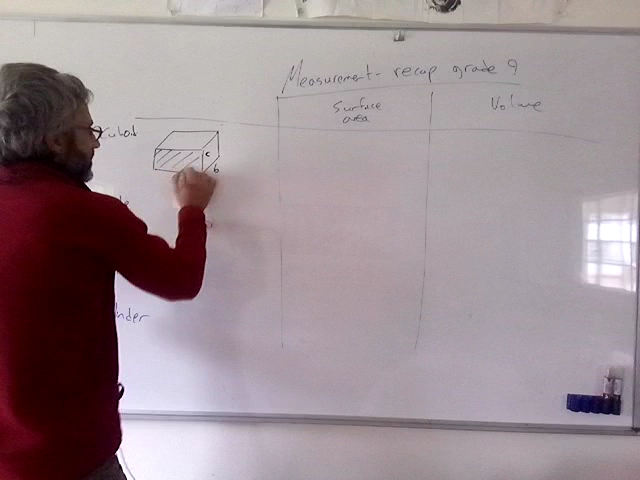 Measurement - recap grade 9
Surface
area
Volume
c
b